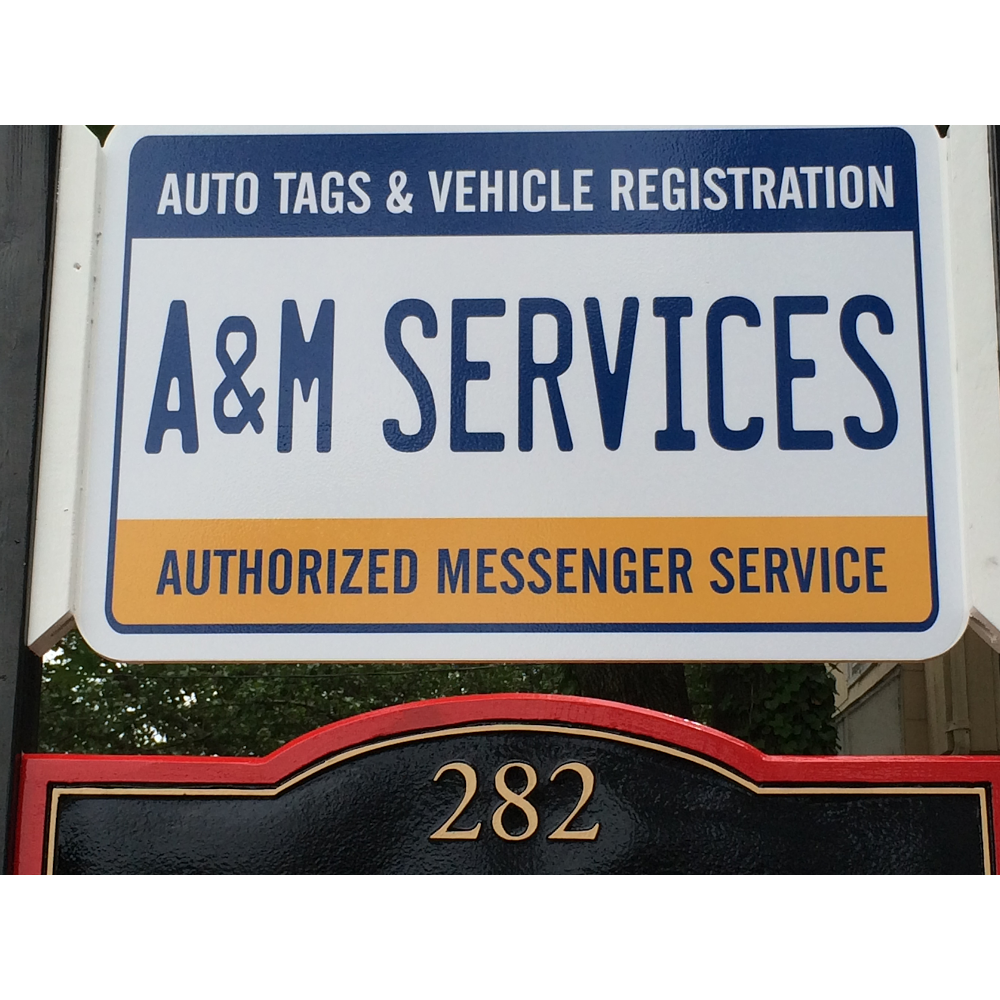 AUTO TAGS & VEHICLE REGISTRATION
A&M SERVICES
AUTHORIZED MESSENGER SERVICE
282